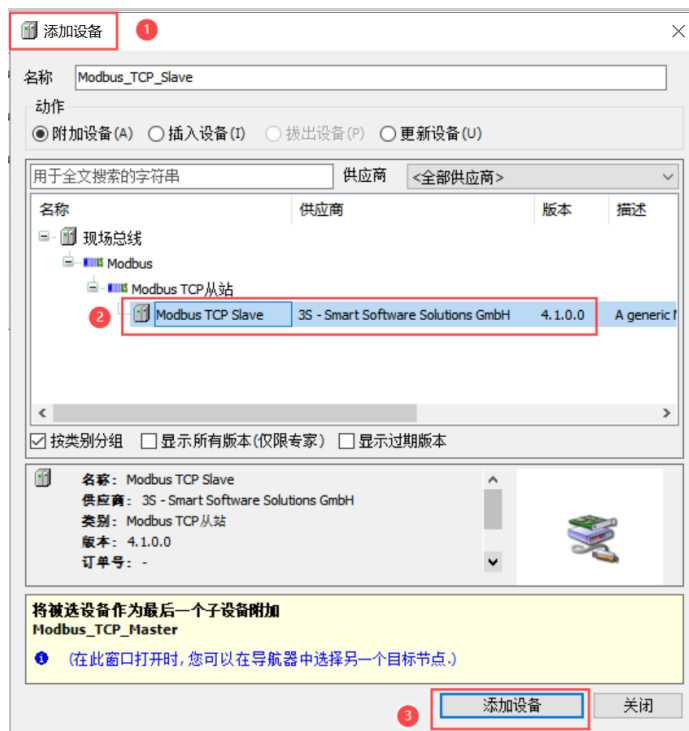 添加设备 1
名称 Modbus_TCP_Slave
动作
附加设备(A) 插入设备(I) 拔出设备(P) 更新设备(U)
用于全文搜索的字符串 供应商 <全部供应商>
名称 供应商 版本 描述
现场总线
Modbus
Modbus TCP从站
2 Modbus TCP Slave 3S - Smart Software Solutions GmbH 4.1.0.0 A generic
按类别分组 显示所有版本(仅限专家) 显示过期版本
名称: Modbus TCP Slave
供应商: 3S - Smart Software Solutions GmbH
类别: Modbus TCP从站
版本: 4.1.0.0
订单号: -
将被选设备作为最后一个子设备附加
Modbus_TCP_Master
(在此窗口打开时,您可以在导航器中选择另一个目标节点.)
3 添加设备 关闭